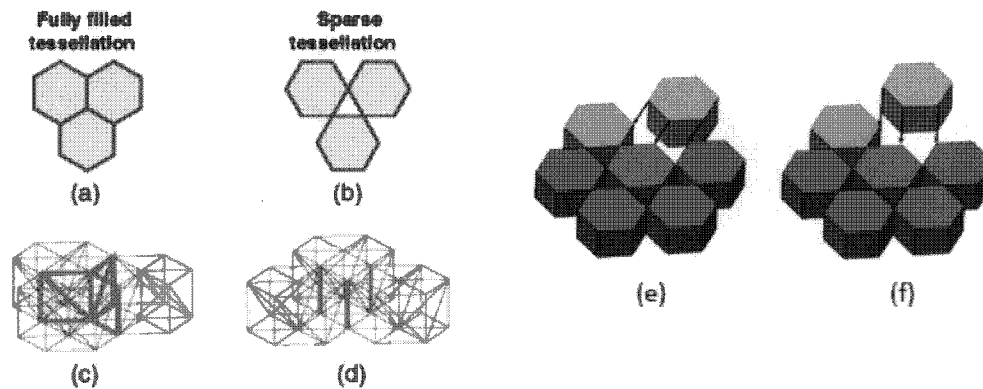 Fully filled
tessellation
Sparse
tessellation
(a)
(b)
(c)
(d)
(e)
(f)